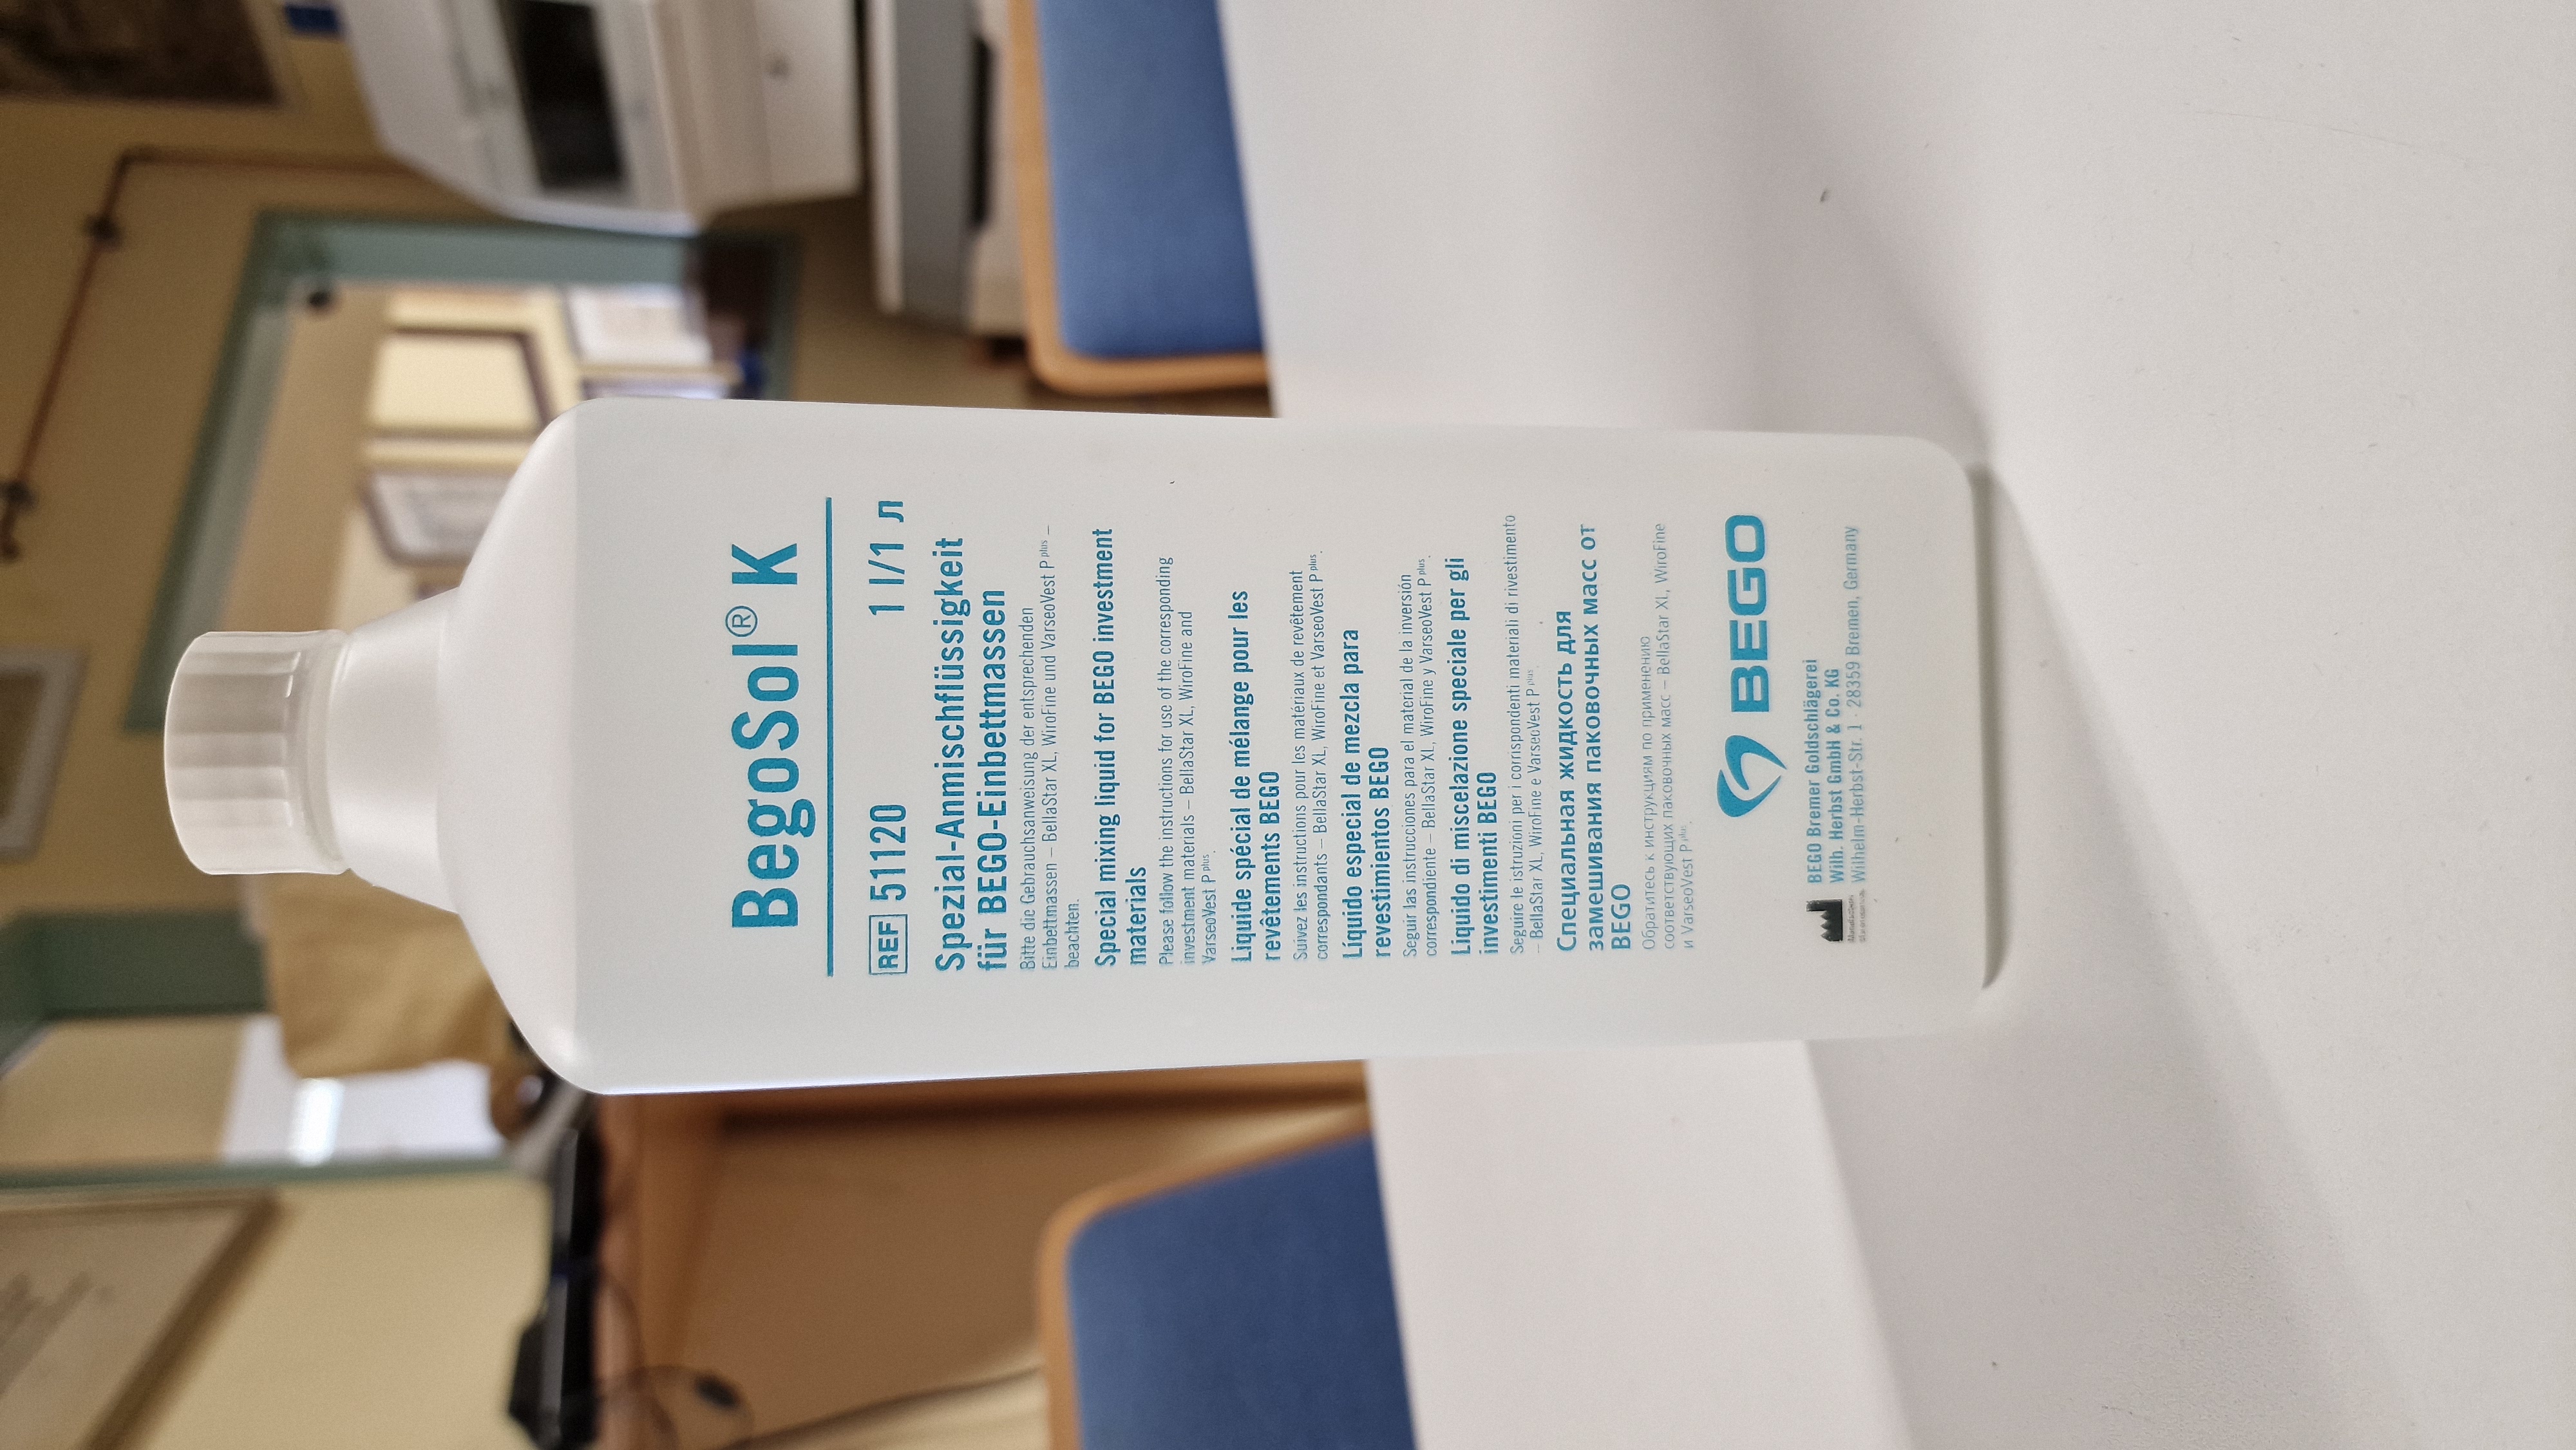 BegoSol® K
REF 51120 1 l/1 л
Spezial-Anmischflüssigkeit
für BEGO-Einbettmassen
Bitte die Gebrauchsanweisung der entsprechenden
Einbettmassen – BellaStar XL, WiroFine und VarseoVest P plus –
beachten.
Special mixing liquid for BEGO investment
materials
Please follow the instructions for use of the corresponding
investment materials – BellaStar XL, WiroFine and
VarseoVest P plus.
Liquide spécial de mélange pour les
revêtements BEGO
Suivez les instructions pour les matériaux de revêtement
correspondants – BellaStar XL, WiroFine et VarseoVest P plus.
Líquido especial de mezcla para
revestimientos BEGO
Seguir las instrucciones para el material de la inversión
correspondiente – BellaStar XL, WiroFine y VarseoVest P plus.
Liquido di miscelazione speciale per gli
investimenti BEGO
Seguire le istruzioni per i corrispondenti materiali di rivestimento
– BellaStar XL, WiroFine e VarseoVest P plus.
Специальная жидкость для
замешивания паковочных масс от
BEGO
Обратитесь к инструкциям по применению
соответствующих паковочных масс – BellaStar XL, WiroFine
и VarseoVest P plus.
BEGO
BEGO Bremer Goldschlägerei
Wilh. Herbst GmbH & Co. KG
Wilhelm-Herbst-Str. 1 · 28359 Bremen, Germany